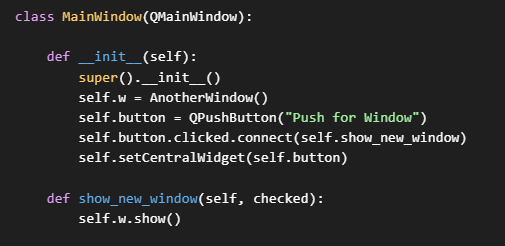 class MainWindow(QMainWindow):
    def __init__(self):
        super().__init__()
        self.w = AnotherWindow()
        self.button = QPushButton("Push for Window")
        self.button.clicked.connect(self.show_new_window)
        self.setCentralWidget(self.button)
    def show_new_window(self, checked):
        self.w.show()